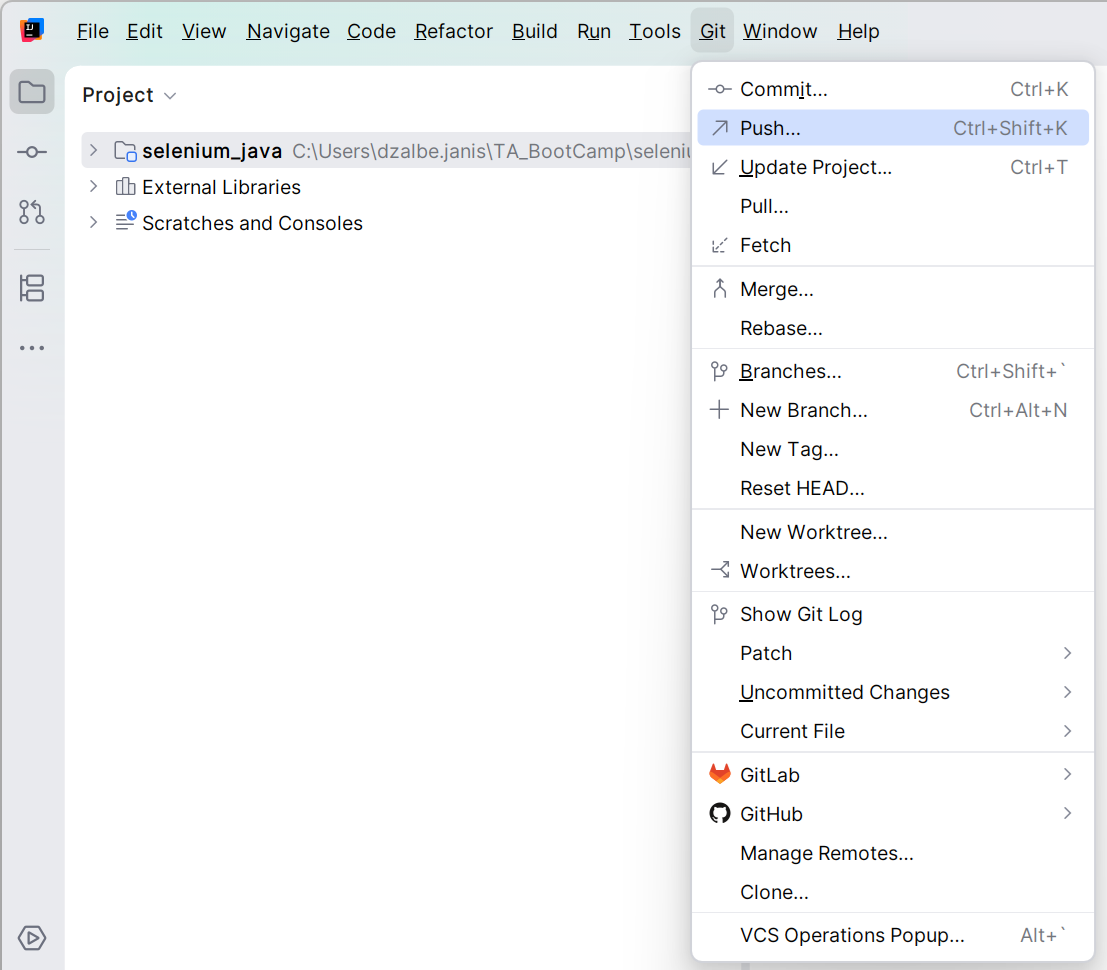 File Edit View Navigate Code Refactor Build Run Tools Git Window Help
Project
selenium_java C:\Users\dzalbe.janis\TA_BootCamp\seleniu
External Libraries
Scratches and Consoles
Commit... Ctrl+K
Push... Ctrl+Shift+K
Update Project... Ctrl+T
Pull...
Fetch
Merge...
Rebase...
Branches... Ctrl+Shift+`
New Branch... Ctrl+Alt+N
New Tag...
Reset HEAD...
New Worktree...
Worktrees...
Show Git Log
Patch
Uncommitted Changes
Current File
GitLab
GitHub
Manage Remotes...
Clone...
VCS Operations Popup... Alt+`